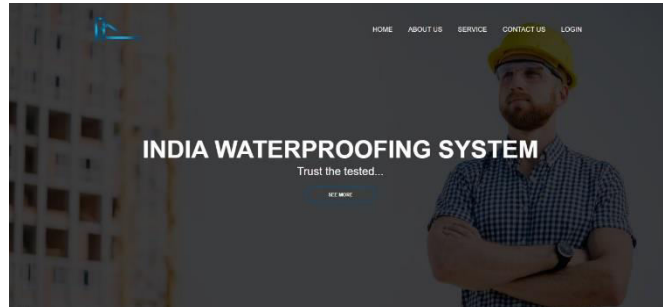 HOME ABOUT US SERVICE CONTACT US LOGIN
INDIA WATERPROOFING SYSTEM
Trust the tested...
SEE MORE